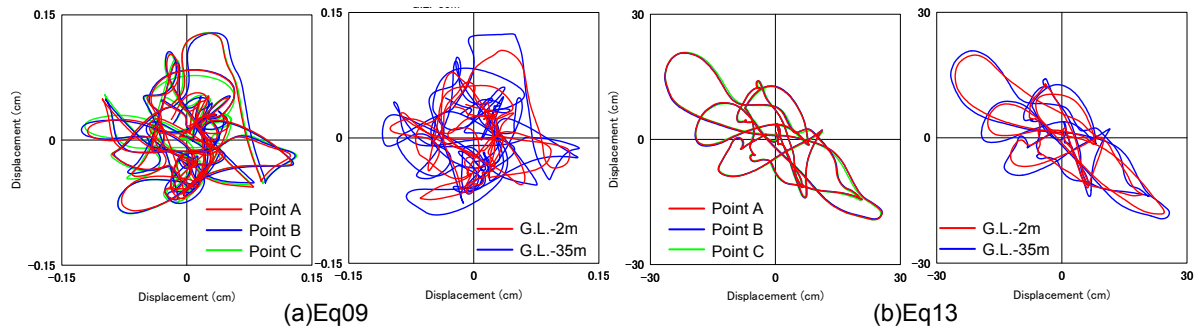 0.15
Displacement (cm)
0
-0.15
-0.15
0
0.15
Displacement (cm)
Point A
Point B
Point C
0.15
Displacement (cm)
0
-0.15
-0.15
0
0.15
Displacement (cm)
G.L.-2m
G.L.-35m
(a)Eq09
30
Displacement (cm)
0
-30
-30
0
30
Displacement (cm)
Point A
Point B
Point C
30
Displacement (cm)
0
-30
-30
0
30
Displacement (cm)
G.L.-2m
G.L.-35m
(b)Eq13